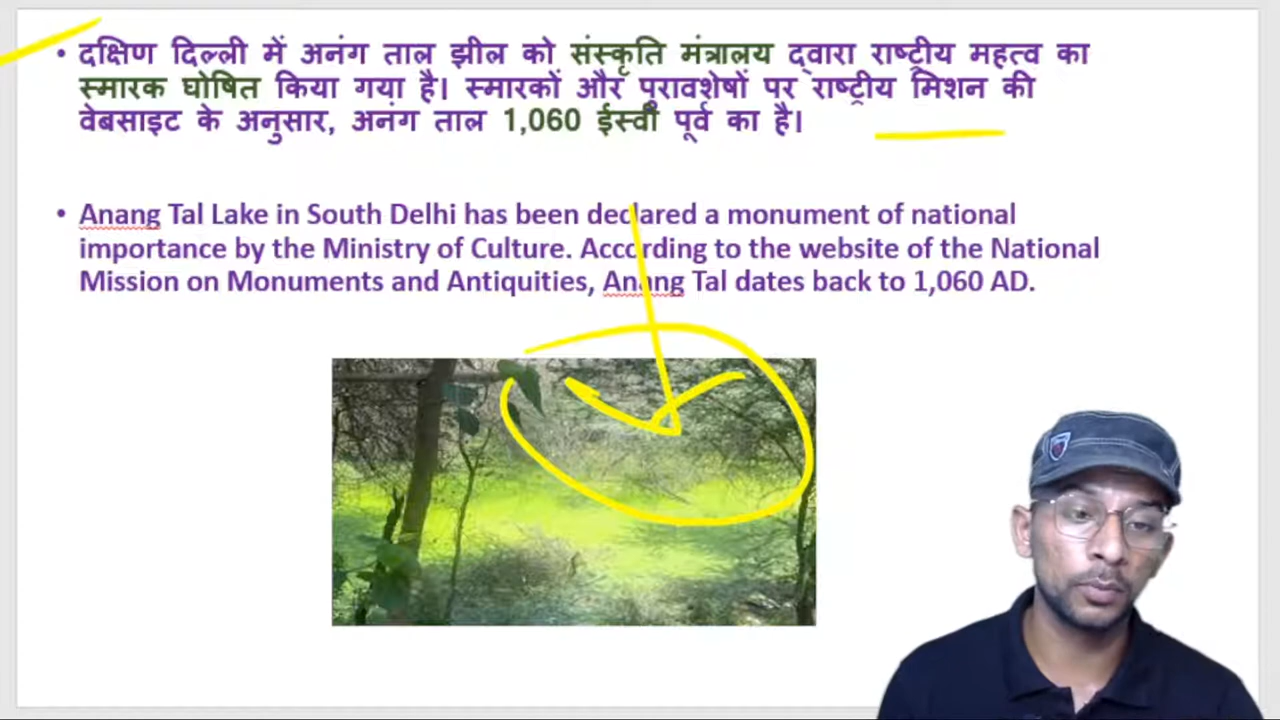 • दक्षिण दिल्ली में अनंग ताल झील को संस्कृति मंत्रालय द्वारा राष्ट्रीय महत्व का
स्मारक घोषित किया गया है। स्मारकों और पुरावशेषों पर राष्ट्रीय मिशन की
वेबसाइट के अनुसार, अनंग ताल 1,060 ईस्वी पूर्व का है।
• Anang Tal Lake in South Delhi has been declared a monument of national
importance by the Ministry of Culture. According to the website of the National
Mission on Monuments and Antiquities, Anang Tal dates back to 1,060 AD.